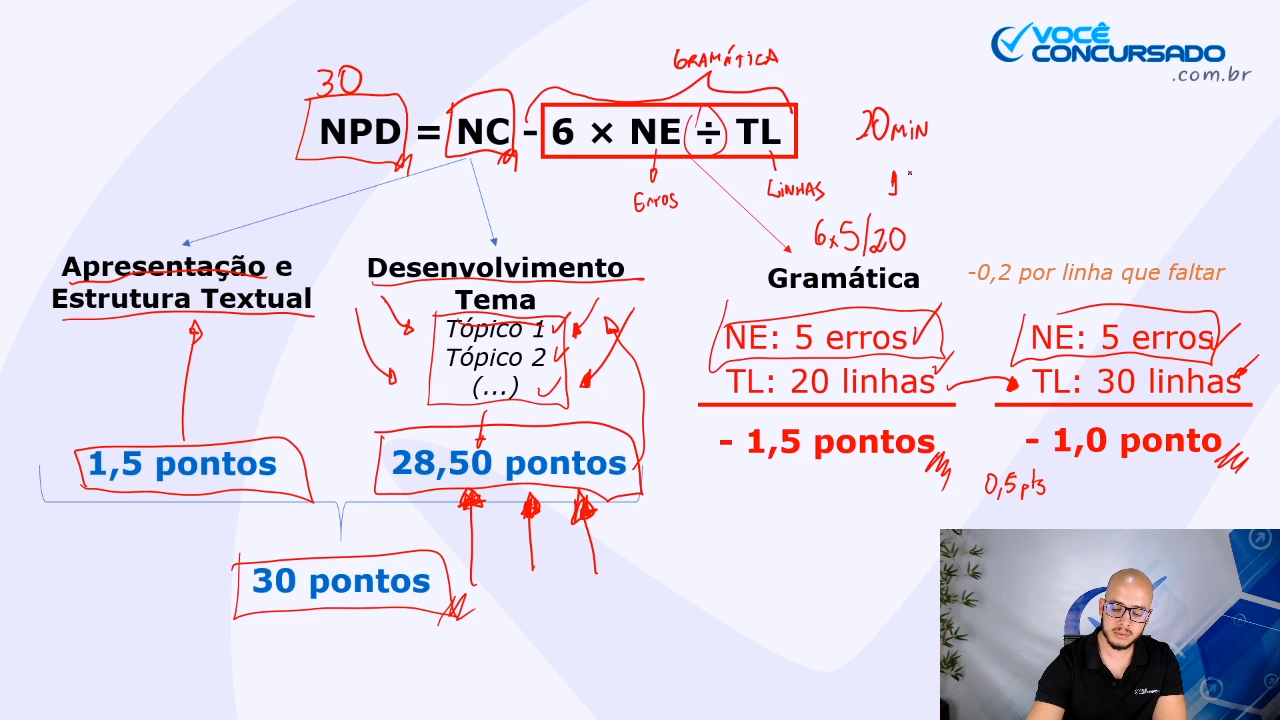 VOCÊ
CONCURSADO
.com.br
GRAMÁTICA
30
NPD = NC - 6 × NE ÷ TL
20 MIN
ERROS
LINHAS
1
6x5/20
Apresentação e
Estrutura Textual
Desenvolvimento
Tema
Tópico 1
Tópico 2
(...)
Gramática
-0,2 por linha que faltar
NE: 5 erros
TL: 20 linhas
- 1,5 pontos
NE: 5 erros
TL: 30 linhas
- 1,0 ponto
0,5 pts
1,5 pontos
28,50 pontos
30 pontos